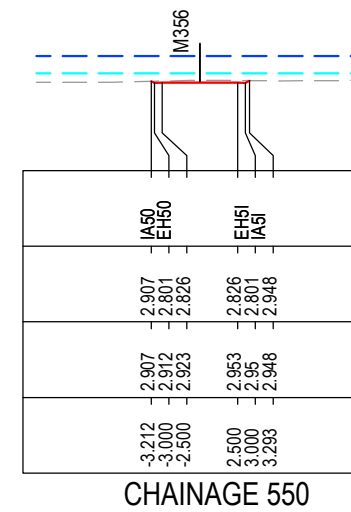 M356
IA50 EH50 EH5I IA5I
2.907 2.801 2.826 2.826 2.801 2.948
2.907 2.912 2.923 2.953 2.95 2.948
-3.212 -3.000 -2.500 2.500 3.000 3.293
CHAINAGE 550